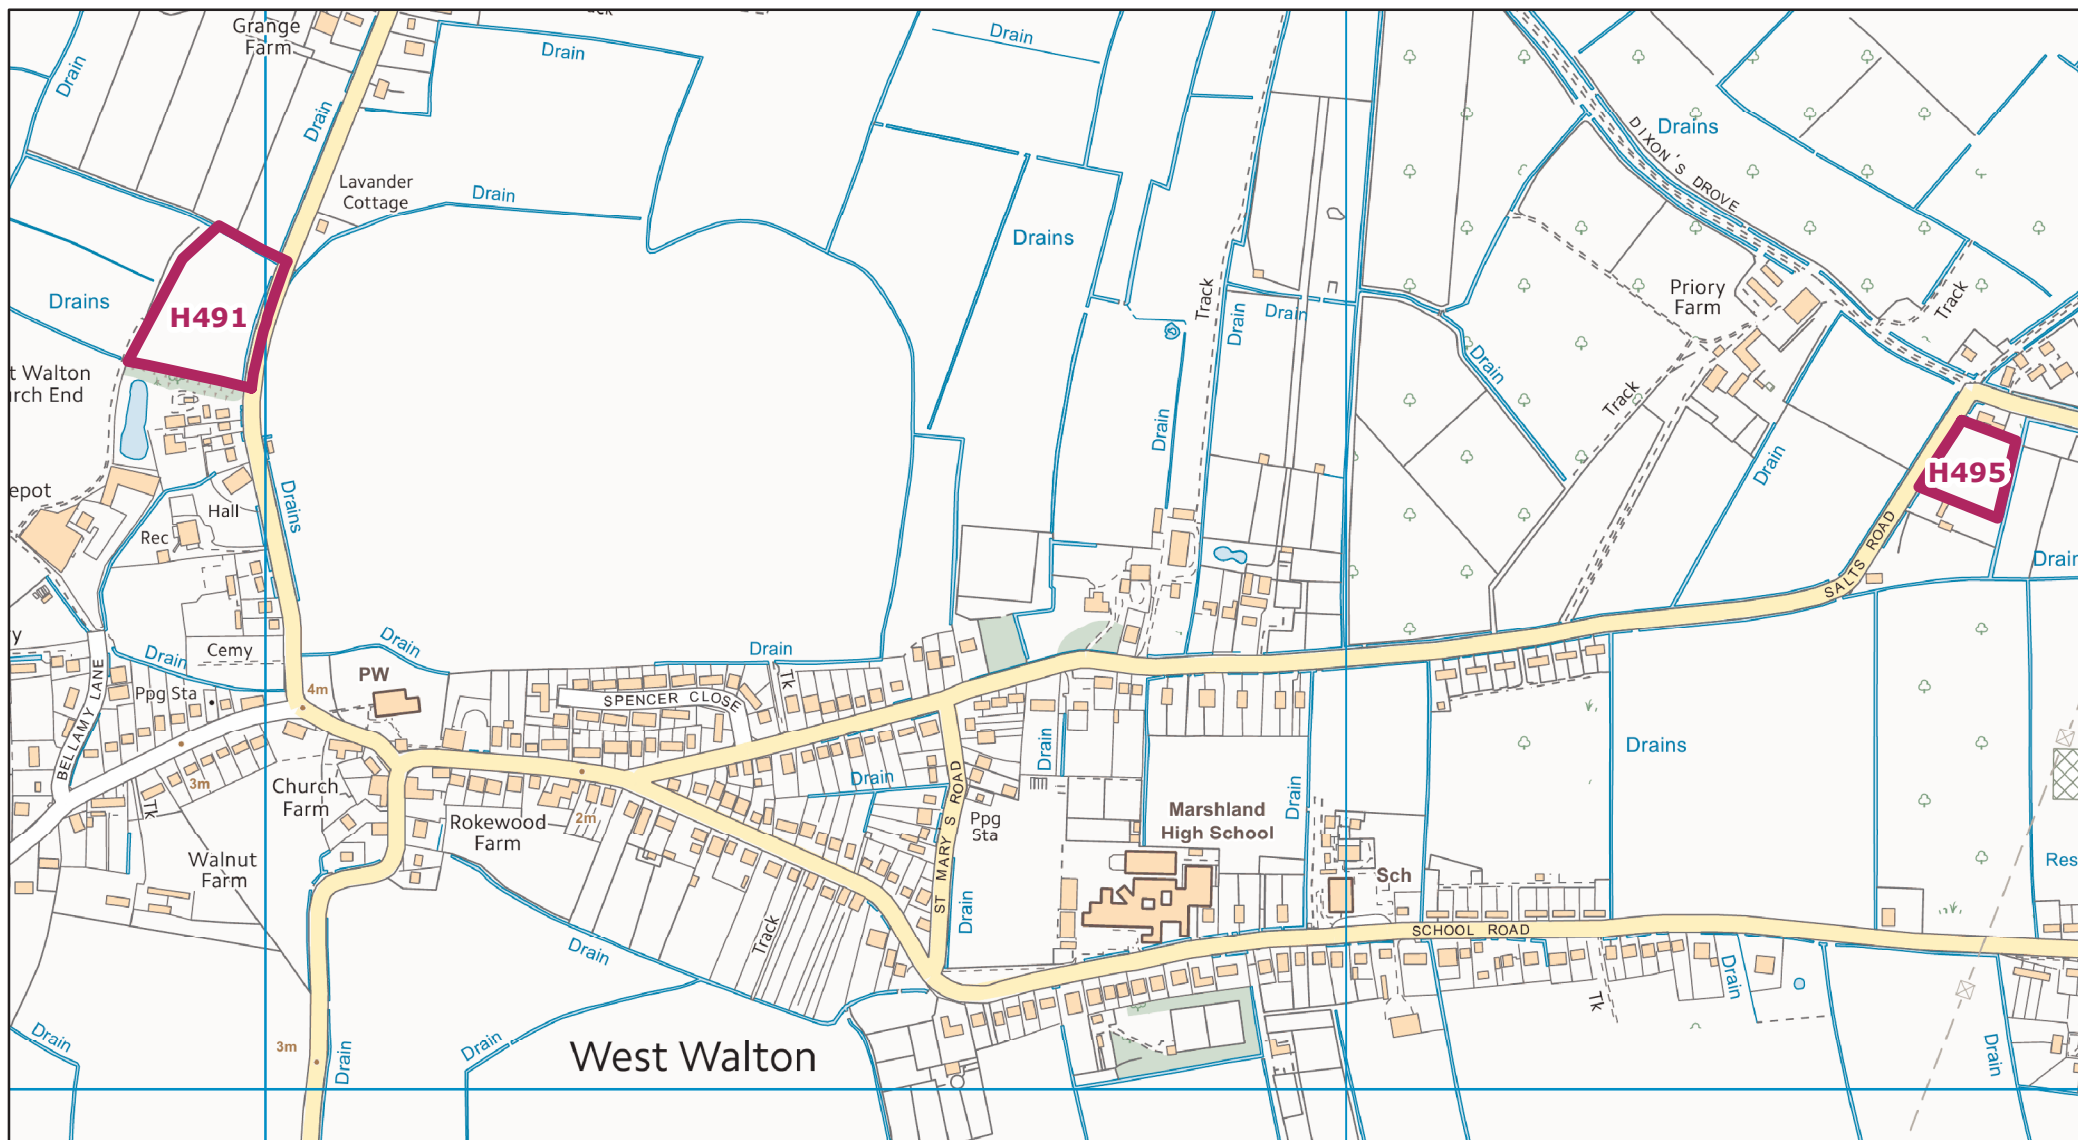 Grange
Farm
Drain
Drain
Drain
Drain
Drains
DIXON'S DROVE
Lavander
Cottage
Drain
Drains
Drains
H491
Track
Drain
Drain
Priory
Farm
Track
t Walton
urch End
Drain
Track
Drain
Drain
H495
epot
Hall
Rec
Drains
SALTS ROAD
Drain
y
Drain
Cemy
Drain
Drain
PW
Ppg Sta
4m
Tk
SPENCER CLOSE
BELLAMY LANE
3m
Church
Farm
Tk
Drain
Drain
Drains
Rokewood
Farm
2m
ST MARY S ROAD
Ppg
Sta
Marshland
High School
Drain
Walnut
Farm
Sch
Res
Track
Drain
Drain
SCHOOL ROAD
Drain
Tk
3m
Drain
Drain
Drain
West Walton
Drain